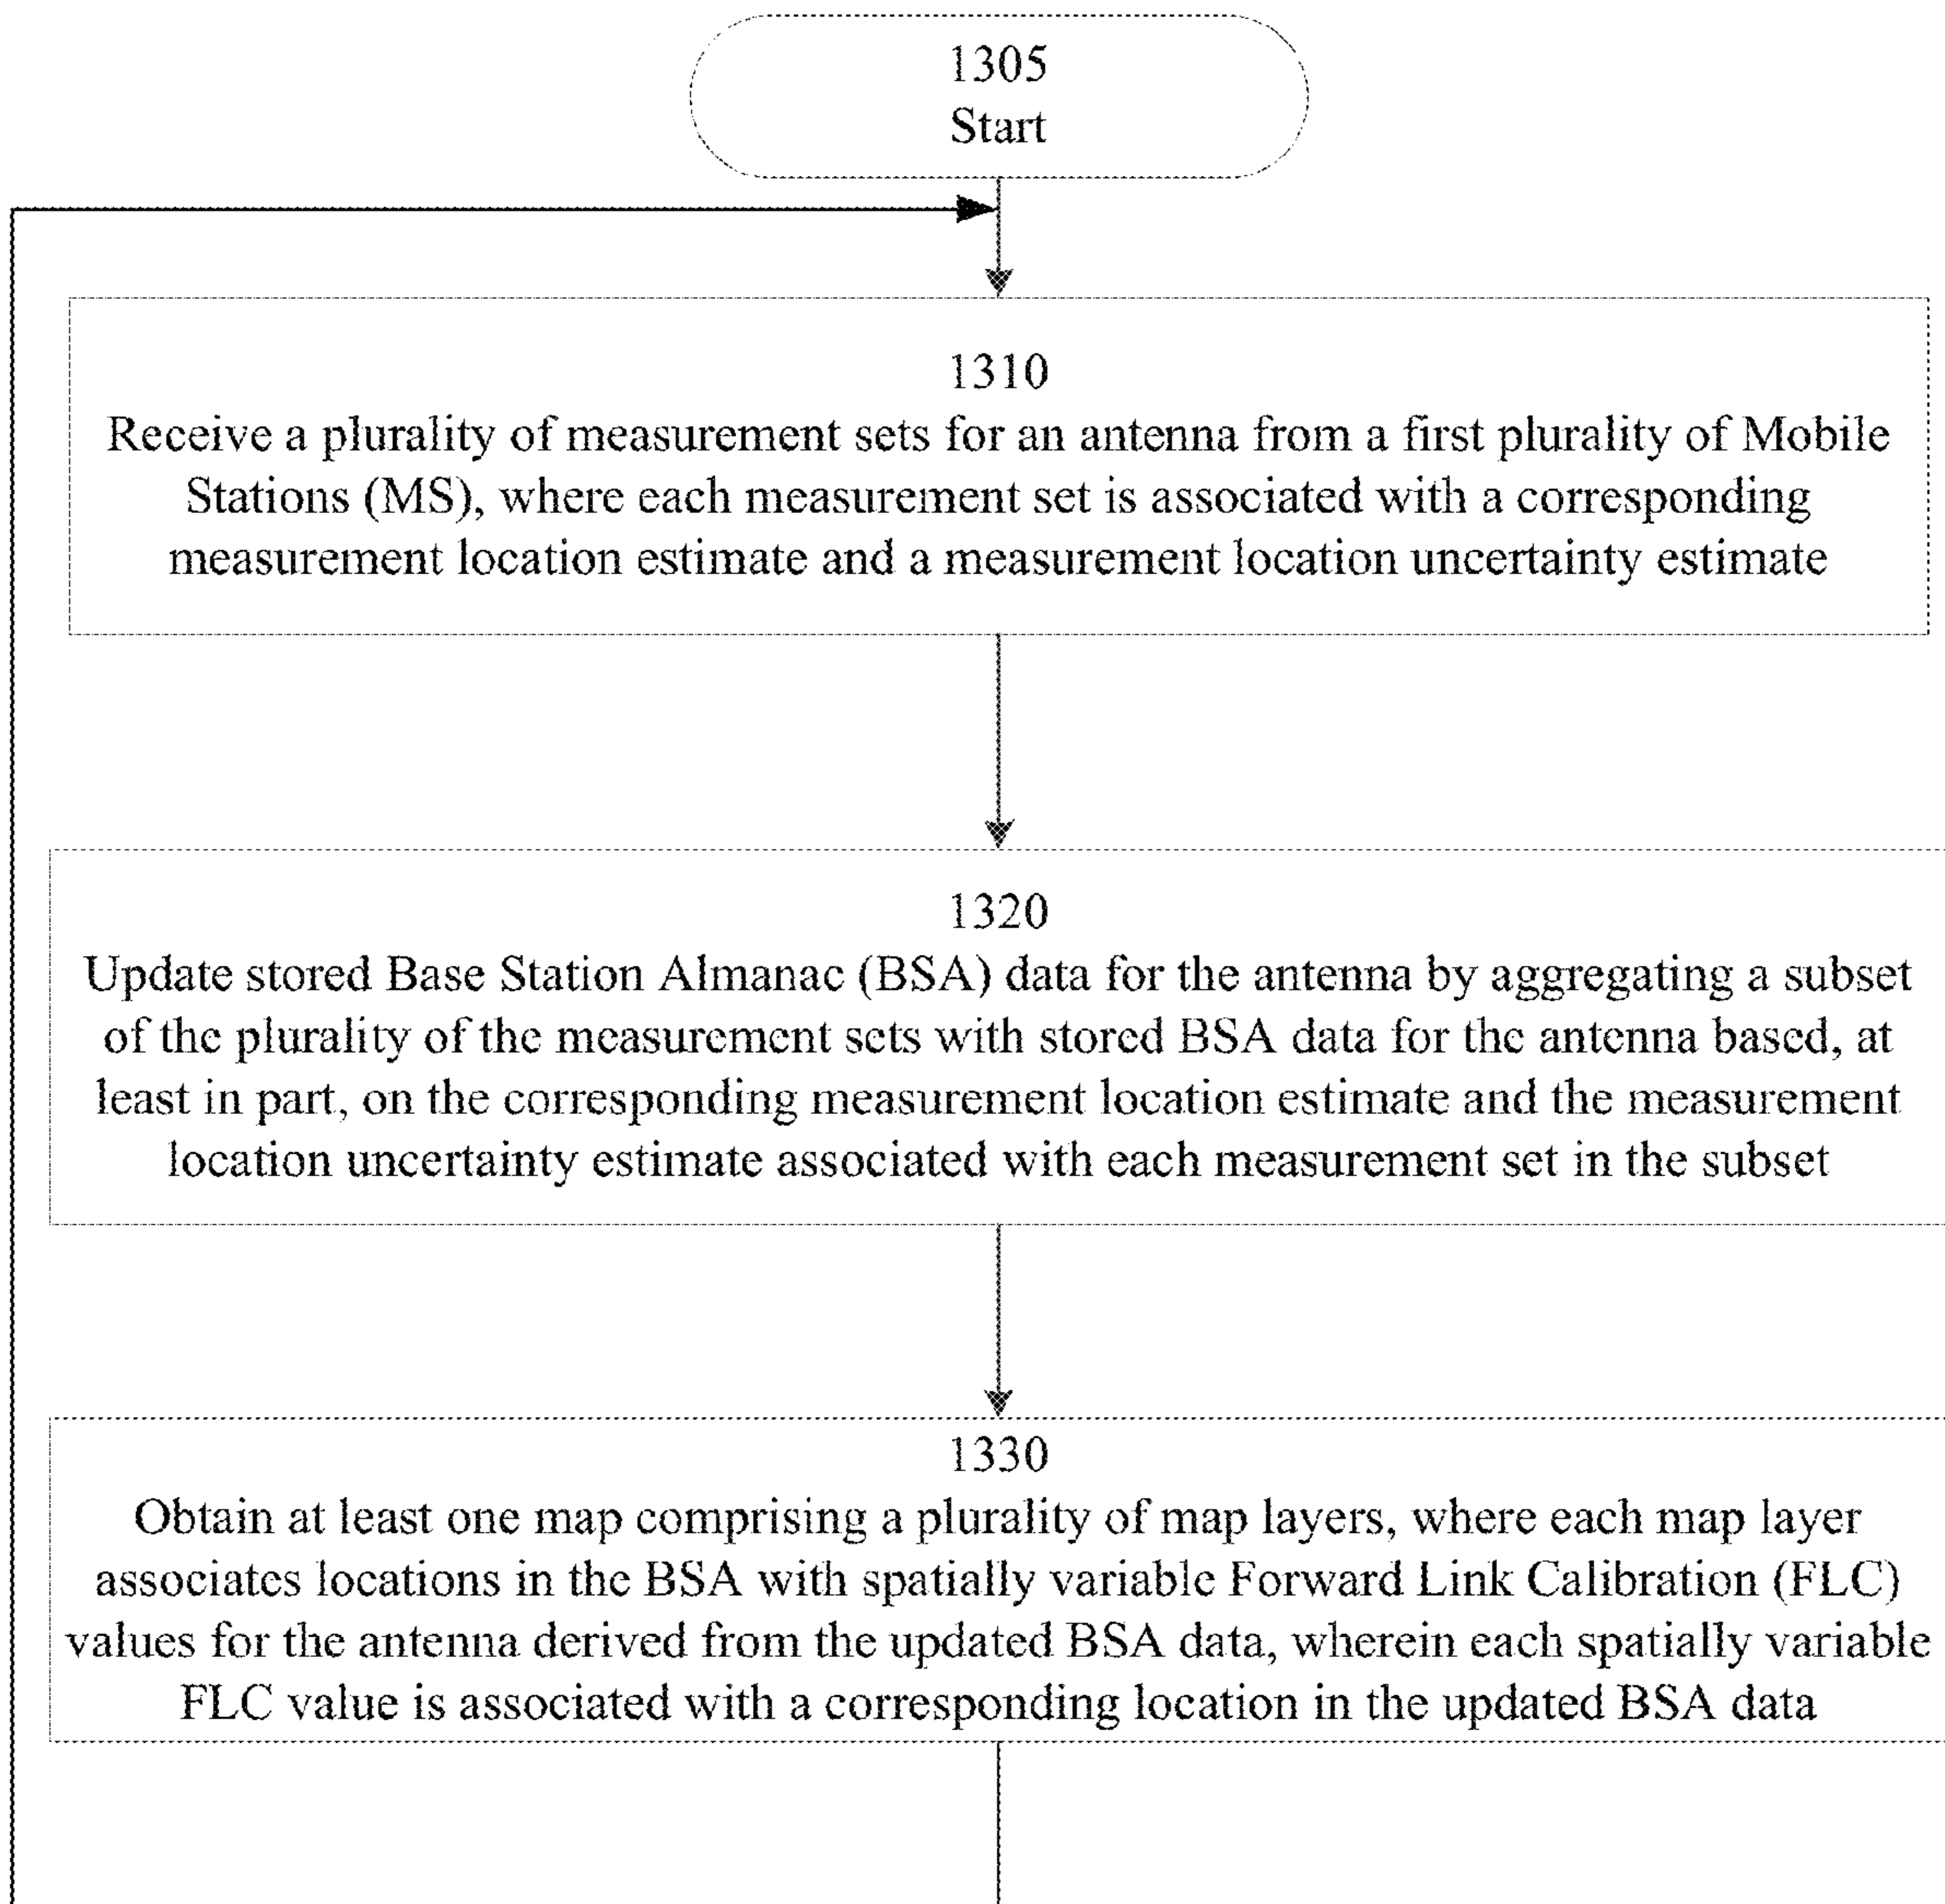 1305
Start
1310
Receive a plurality of measurement sets for an antenna from a first plurality of Mobile
Stations (MS), where each measurement set is associated with a corresponding
measurement location estimate and a measurement location uncertainty estimate
1320
Update stored Base Station Almanac (BSA) data for the antenna by aggregating a subset
of the plurality of the measurement sets with stored BSA data for the antenna based, at
least in part, on the corresponding measurement location estimate and the measurement
location uncertainty estimate associated with each measurement set in the subset
1330
Obtain at least one map comprising a plurality of map layers, where each map layer
associates locations in the BSA with spatially variable Forward Link Calibration (FLC)
values for the antenna derived from the updated BSA data, wherein each spatially variable
FLC value is associated with a corresponding location in the updated BSA data